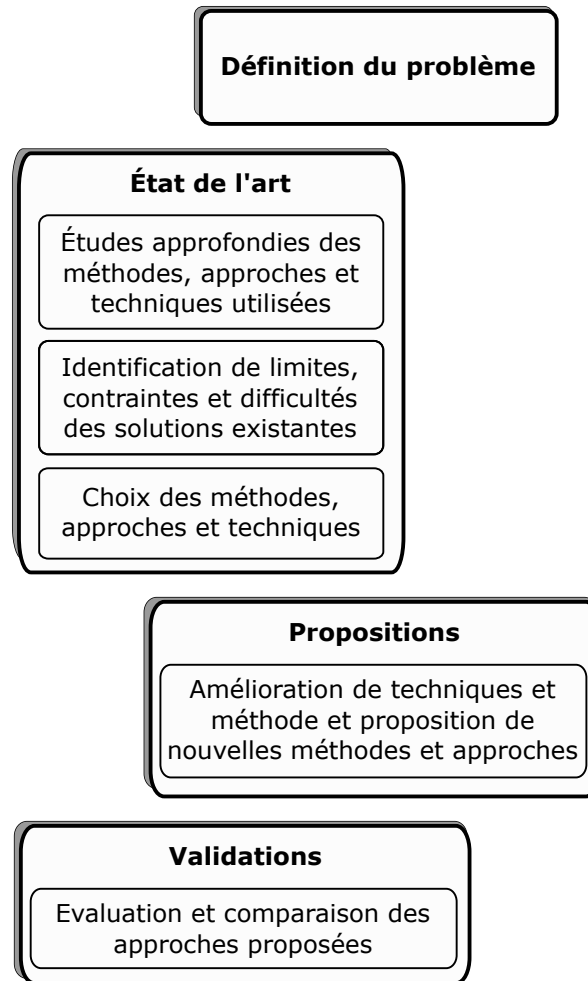 Définition du problème
État de l'art
Études approfondies des
méthodes, approches et
techniques utilisées
Identification de limites,
contraintes et difficultés
des solutions existantes
Choix des méthodes,
approches et techniques
Propositions
Amélioration de techniques et
méthode et proposition de
nouvelles méthodes et approches
Validations
Evaluation et comparaison des
approches proposées